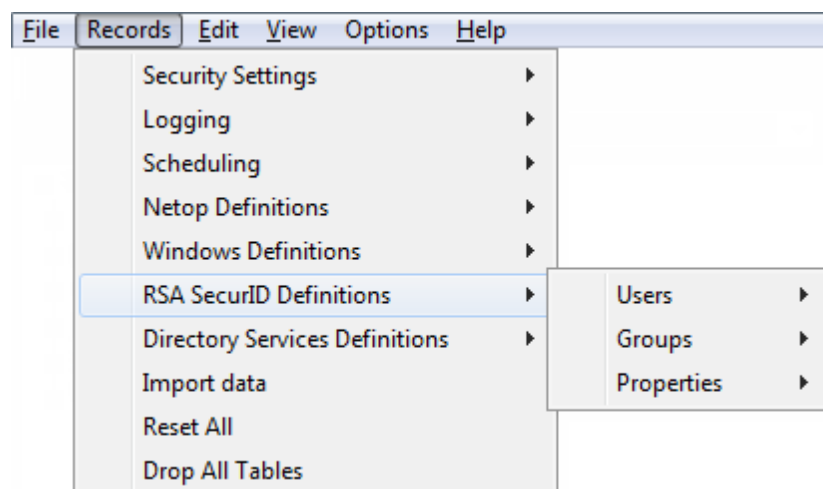 File Records Edit View Options Help
Security Settings
Logging
Scheduling
Netop Definitions
Windows Definitions
RSA SecurID Definitions
Users
Directory Services Definitions
Groups
Import data
Properties
Reset All
Drop All Tables